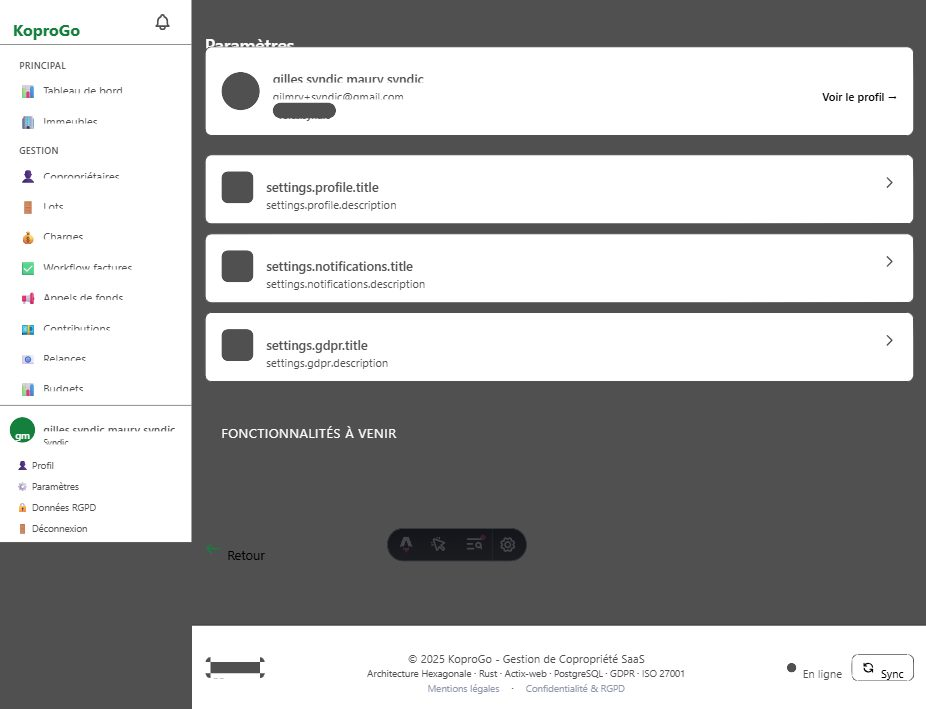 KoproGo
PRINCIPAL
Tableau de bord
Immeubles
GESTION
Copropriétaires
Lots
Charges
Workflow factures
Appels de fonds
Contributions
Relances
Budgets
gm
gilles syndic maury syndic
Syndic
Profil
Paramètres
Données RGPD
Déconnexion
Paramètres
gilles syndic maury syndic
gilmry+syndic@gmail.com
Voir le profil →
settings.profile.title
settings.profile.description
settings.notifications.title
settings.notifications.description
settings.gdpr.title
settings.gdpr.description
FONCTIONNALITÉS À VENIR
← Retour
© 2025 KoproGo - Gestion de Copropriété SaaS
Architecture Hexagonale · Rust · Actix-web · PostgreSQL · GDPR · ISO 27001
Mentions légales · Confidentialité & RGPD
En ligne
Sync